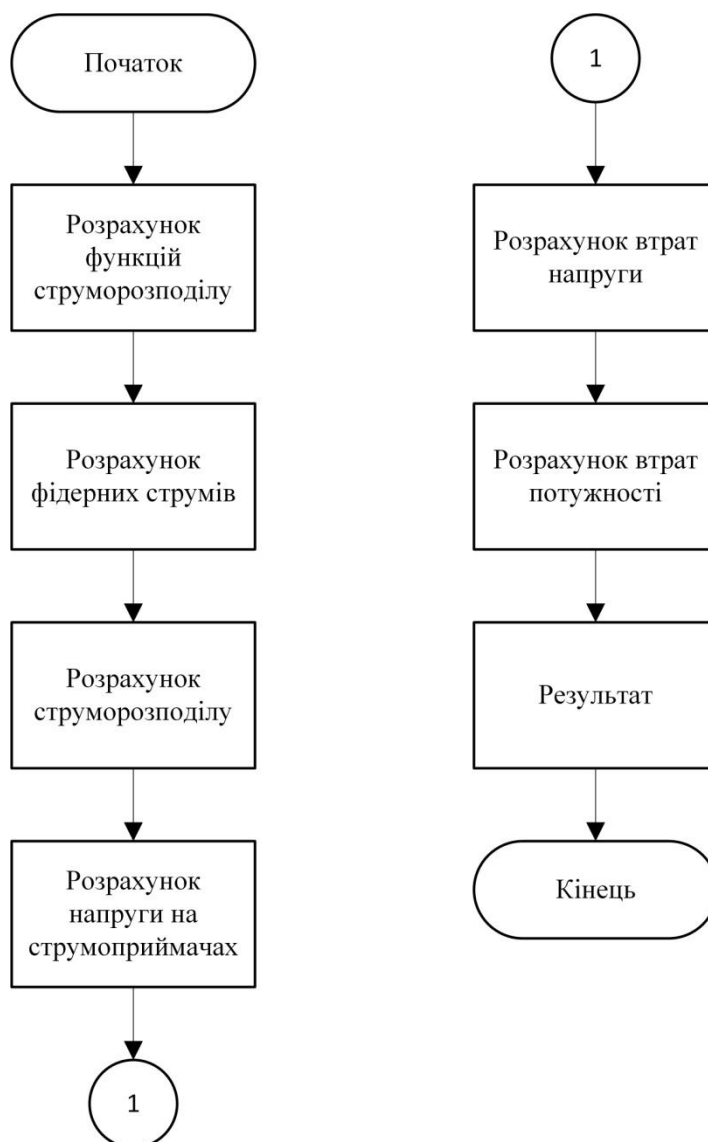 Початок
Розрахунок
функцій
струморозподілу
Розрахунок
фідерних струмів
Розрахунок
струморозподілу
Розрахунок
напруги на
струмоприймачах
1
1
Розрахунок втрат
напруги
Розрахунок втрат
потужності
Результат
Кінець